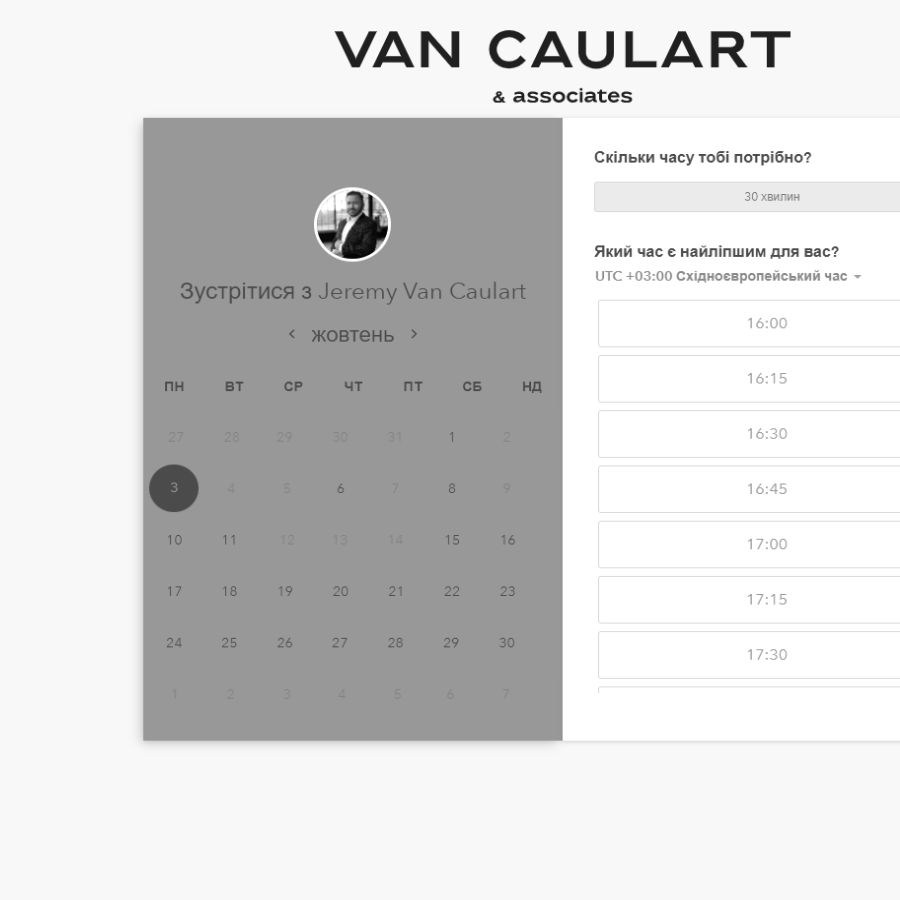 VAN CAULART
& associates
Зустрітися з Jeremy Van Caulart
жовтень
ПН ВТ СР ЧТ ПТ СБ НД
27 28 29 30 31 1 2
3 4 5 6 7 8 9
10 11 12 13 14 15 16
17 18 19 20 21 22 23
24 25 26 27 28 29 30
1 2 3 4 5 6 7
Скільки часу тобі потрібно?
30 хвилин
Який час є найліпшим для вас?
UTC +03:00 Східноєвропейський час
16:00
16:15
16:30
16:45
17:00
17:15
17:30